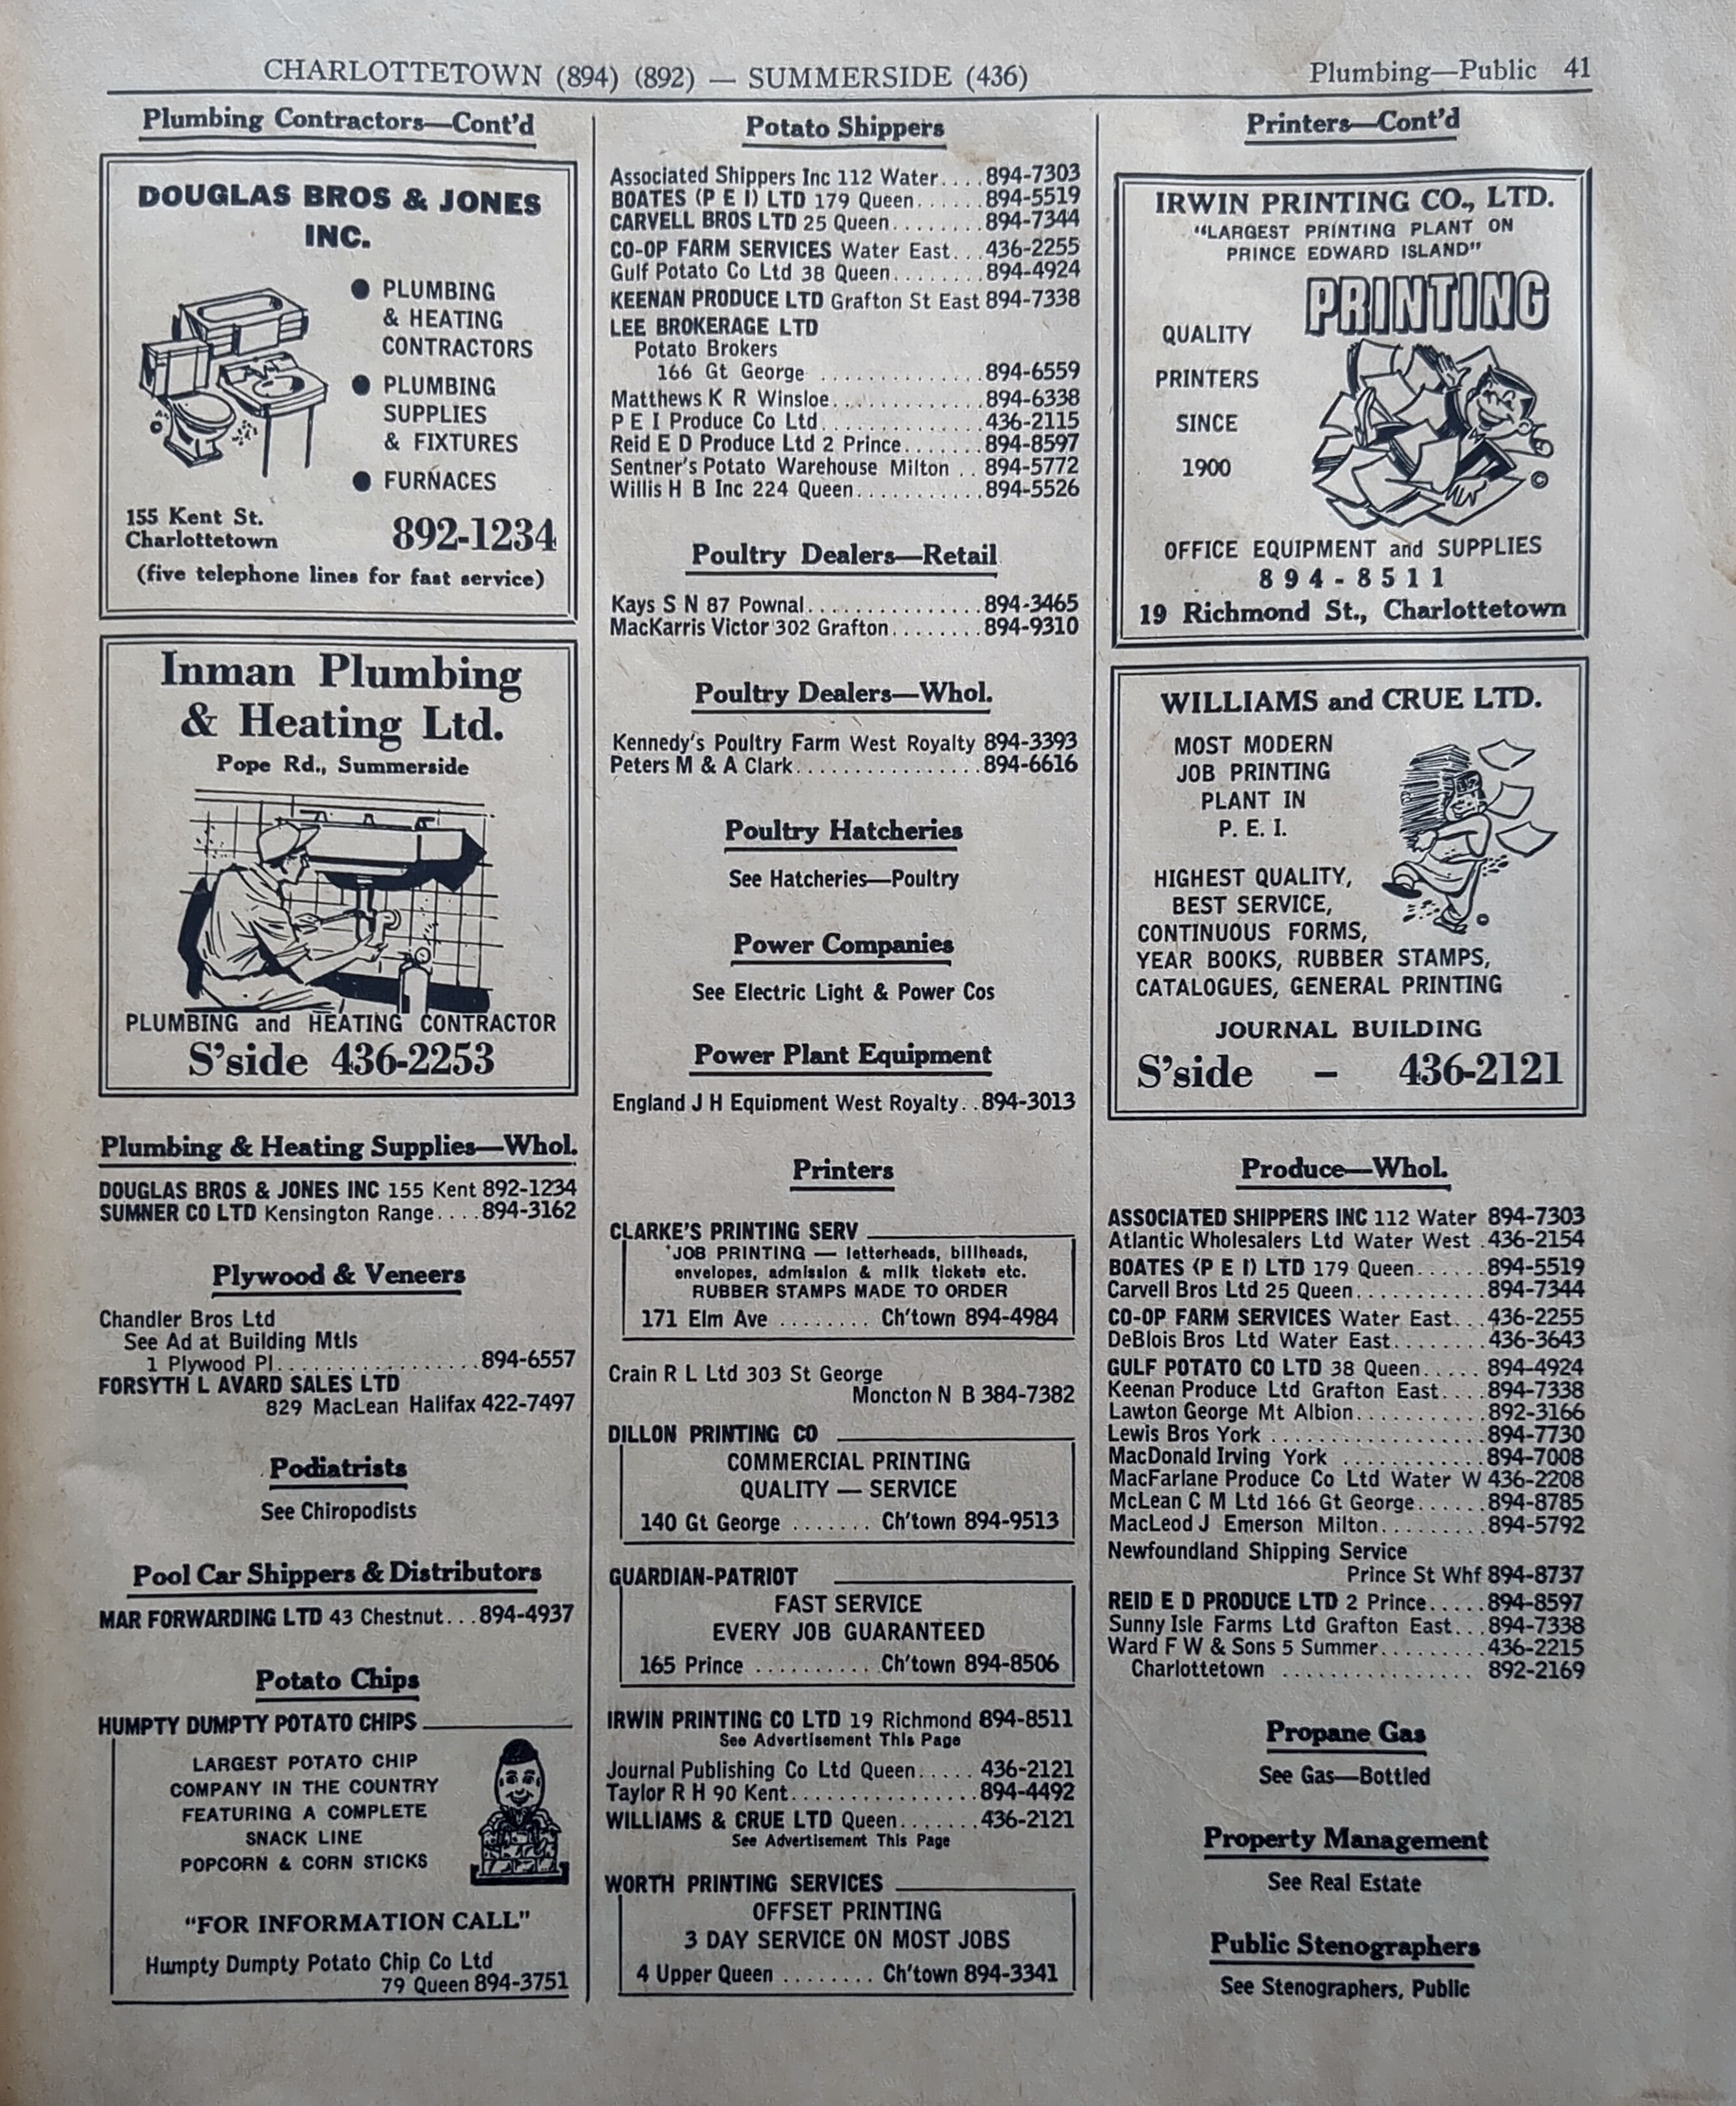 CHARLOTTETOWN (894) (892) — SUMMERSIDE (436)
Plumbing—Public 41
Plumbing Contractors—Cont'd
DOUGLAS BROS & JONES
INC.
● PLUMBING
& HEATING
CONTRACTORS
● PLUMBING
SUPPLIES
& FIXTURES
● FURNACES
155 Kent St.
Charlottetown
892-1234
(five telephone lines for fast service)
Inman Plumbing
& Heating Ltd.
Pope Rd., Summerside
PLUMBING and HEATING CONTRACTOR
S'side 436-2253
Plumbing & Heating Supplies—Whol.
DOUGLAS BROS & JONES INC 155 Kent 892-1234
SUMNER CO LTD Kensington Range....894-3162
Plywood & Veneers
Chandler Bros Ltd
See Ad at Building Mtls
1 Plywood Pl.................894-6557
FORSYTH L AVARD SALES LTD
829 MacLean Halifax 422-7497
Podiatrists
See Chiropodists
Pool Car Shippers & Distributors
MAR FORWARDING LTD 43 Chestnut...894-4937
Potato Chips
HUMPTY DUMPTY POTATO CHIPS
LARGEST POTATO CHIP
COMPANY IN THE COUNTRY
FEATURING A COMPLETE
SNACK LINE
POPCORN & CORN STICKS
"FOR INFORMATION CALL"
Humpty Dumpty Potato Chip Co Ltd
79 Queen 894-3751
Potato Shippers
Associated Shippers Inc 112 Water....894-7303
BOATES (P E I) LTD 179 Queen......894-5519
CARVELL BROS LTD 25 Queen........894-7344
CO-OP FARM SERVICES Water East...436-2255
Gulf Potato Co Ltd 38 Queen........894-4924
KEENAN PRODUCE LTD Grafton St East 894-7338
LEE BROKERAGE LTD
Potato Brokers
166 Gt George ..............894-6559
Matthews K R Winsloe.............894-6338
P E I Produce Co Ltd..............436-2115
Reid E D Produce Ltd 2 Prince.......894-8597
Sentner's Potato Warehouse Milton ..894-5772
Willis H B Inc 224 Queen...........894-5526
Poultry Dealers—Retail
Kays S N 87 Pownal...............894-3465
MacKarris Victor 302 Grafton........894-9310
Poultry Dealers—Whol.
Kennedy's Poultry Farm West Royalty 894-3393
Peters M & A Clark................894-6616
Poultry Hatcheries
See Hatcheries—Poultry
Power Companies
See Electric Light & Power Cos
Power Plant Equipment
England J H Equipment West Royalty..894-3013
Printers
CLARKE'S PRINTING SERV
JOB PRINTING — letterheads, billheads,
envelopes, admission & milk tickets etc.
RUBBER STAMPS MADE TO ORDER
171 Elm Ave ........ Ch'town 894-4984
Crain R L Ltd 303 St George
Moncton N B 384-7382
DILLON PRINTING CO
COMMERCIAL PRINTING
QUALITY — SERVICE
140 Gt George ....... Ch'town 894-9513
GUARDIAN-PATRIOT
FAST SERVICE
EVERY JOB GUARANTEED
165 Prince .......... Ch'town 894-8506
IRWIN PRINTING CO LTD 19 Richmond 894-8511
See Advertisement This Page
Journal Publishing Co Ltd Queen.....436-2121
Taylor R H 90 Kent................894-4492
WILLIAMS & CRUE LTD Queen.......436-2121
See Advertisement This Page
WORTH PRINTING SERVICES
OFFSET PRINTING
3 DAY SERVICE ON MOST JOBS
4 Upper Queen ........ Ch'town 894-3341
Printers—Cont'd
IRWIN PRINTING CO., LTD.
"LARGEST PRINTING PLANT ON
PRINCE EDWARD ISLAND"
PRINTING
QUALITY
PRINTERS
SINCE
1900
©
OFFICE EQUIPMENT and SUPPLIES
894-8511
19 Richmond St., Charlottetown
WILLIAMS and CRUE LTD.
MOST MODERN
JOB PRINTING
PLANT IN
P. E. I.
HIGHEST QUALITY,
BEST SERVICE,
CONTINUOUS FORMS,
YEAR BOOKS, RUBBER STAMPS,
CATALOGUES, GENERAL PRINTING
JOURNAL BUILDING
S'side – 436-2121
Produce—Whol.
ASSOCIATED SHIPPERS INC 112 Water 894-7303
Atlantic Wholesalers Ltd Water West .436-2154
BOATES (P E I) LTD 179 Queen......894-5519
Carvell Bros Ltd 25 Queen...........894-7344
CO-OP FARM SERVICES Water East...436-2255
DeBlois Bros Ltd Water East........436-3643
GULF POTATO CO LTD 38 Queen.....894-4924
Keenan Produce Ltd Grafton East....894-7338
Lawton George Mt Albion...........892-3166
Lewis Bros York ..................894-7730
MacDonald Irving York ............894-7008
MacFarlane Produce Co Ltd Water W 436-2208
McLean C M Ltd 166 Gt George......894-8785
MacLeod J Emerson Milton.........894-5792
Newfoundland Shipping Service
Prince St Whf 894-8737
REID E D PRODUCE LTD 2 Prince.....894-8597
Sunny Isle Farms Ltd Grafton East...894-7338
Ward F W & Sons 5 Summer.........436-2215
Charlottetown ................892-2169
Propane Gas
See Gas—Bottled
Property Management
See Real Estate
Public Stenographers
See Stenographers, Public